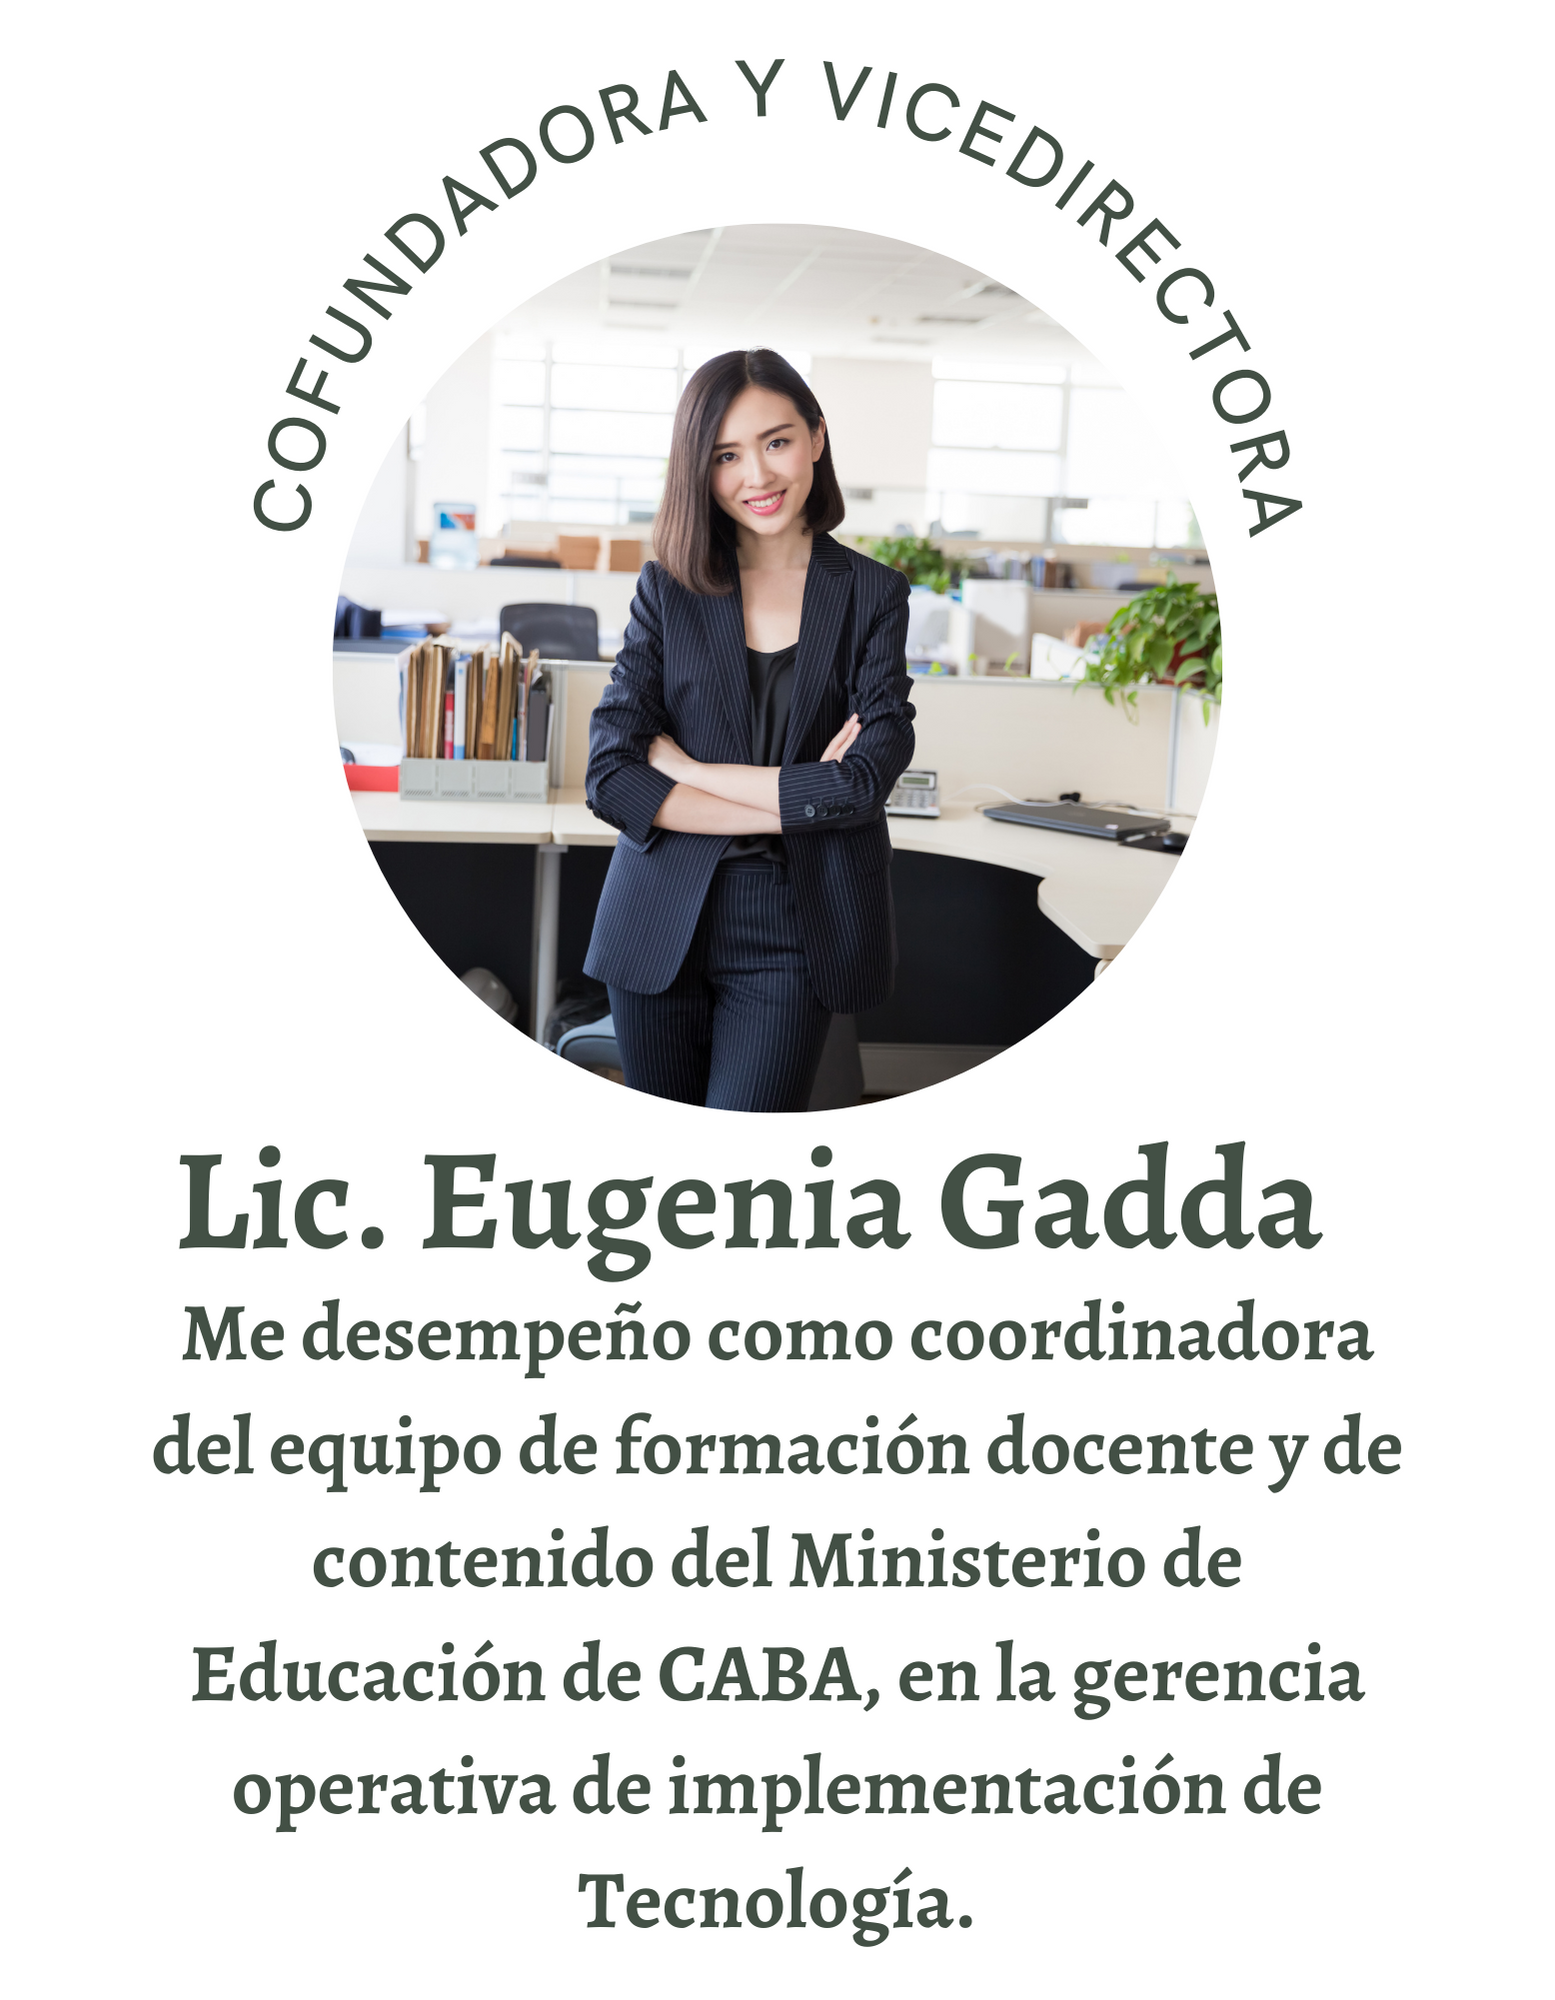 COFUNDADORA Y VICEDIRECTORA
Lic. Eugenia Gadda
Me desempeño como coordinadora
del equipo de formación docente y de
contenido del Ministerio de
Educación de CABA, en la gerencia
operativa de implementación de
Tecnología.